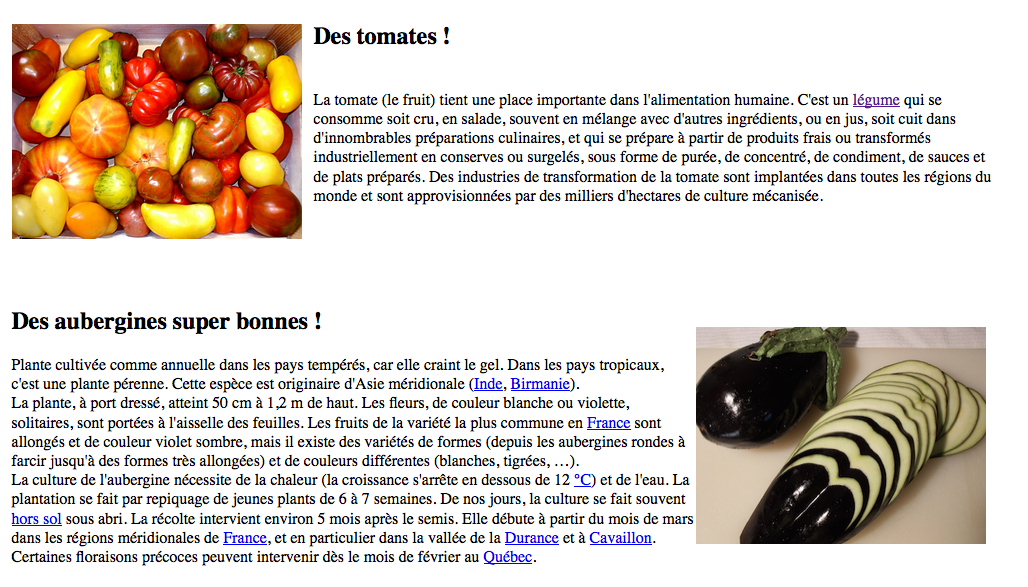 Des tomates !
La tomate (le fruit) tient une place importante dans l'alimentation humaine. C'est un légume qui se
consomme soit cru, en salade, souvent en mélange avec d'autres ingrédients, ou en jus, soit cuit dans
d'innombrables préparations culinaires, et qui se prépare à partir de produits frais ou transformés
industriellement en conserves ou surgelés, sous forme de purée, de concentré, de condiment, de sauces et
de plats préparés. Des industries de transformation de la tomate sont implantées dans toutes les régions du
monde et sont approvisionnées par des milliers d'hectares de culture mécanisée.
Des aubergines super bonnes !
Plante cultivée comme annuelle dans les pays tempérés, car elle craint le gel. Dans les pays tropicaux,
c'est une plante pérenne. Cette espèce est originaire d'Asie méridionale (Inde, Birmanie).
La plante, à port dressé, atteint 50 cm à 1,2 m de haut. Les fleurs, de couleur blanche ou violette,
solitaires, sont portées à l'aisselle des feuilles. Les fruits de la variété la plus commune en France sont
allongés et de couleur violet sombre, mais il existe des variétés de formes (depuis les aubergines rondes à
farcir jusqu'à des formes très allongées) et de couleurs différentes (blanches, tigrées, …).
La culture de l'aubergine nécessite de la chaleur (la croissance s'arrête en dessous de 12 °C) et de l'eau. La
plantation se fait par repiquage de jeunes plants de 6 à 7 semaines. De nos jours, la culture se fait souvent
hors sol sous abri. La récolte intervient environ 5 mois après le semis. Elle débute à partir du mois de mars
dans les régions méridionales de France, et en particulier dans la vallée de la Durance et à Cavaillon.
Certaines floraisons précoces peuvent intervenir dès le mois de février au Québec.